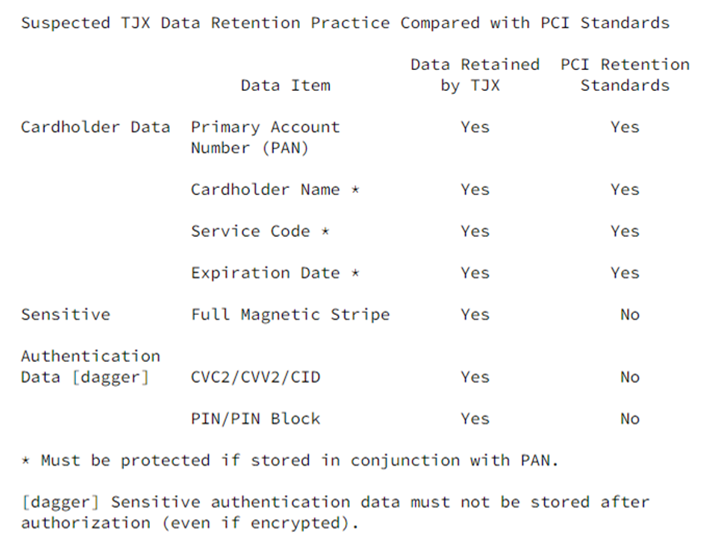 Suspected TJX Data Retention Practice Compared with PCI Standards
Data Retained PCI Retention
Data Item by TJX Standards
Cardholder Data Primary Account Yes Yes
Number (PAN)
Cardholder Name * Yes Yes
Service Code * Yes Yes
Expiration Date * Yes Yes
Sensitive Full Magnetic Stripe Yes No
Authentication
Data [dagger] CVC2/CVV2/CID Yes No
PIN/PIN Block Yes No
* Must be protected if stored in conjunction with PAN.
[dagger] Sensitive authentication data must not be stored after
authorization (even if encrypted).